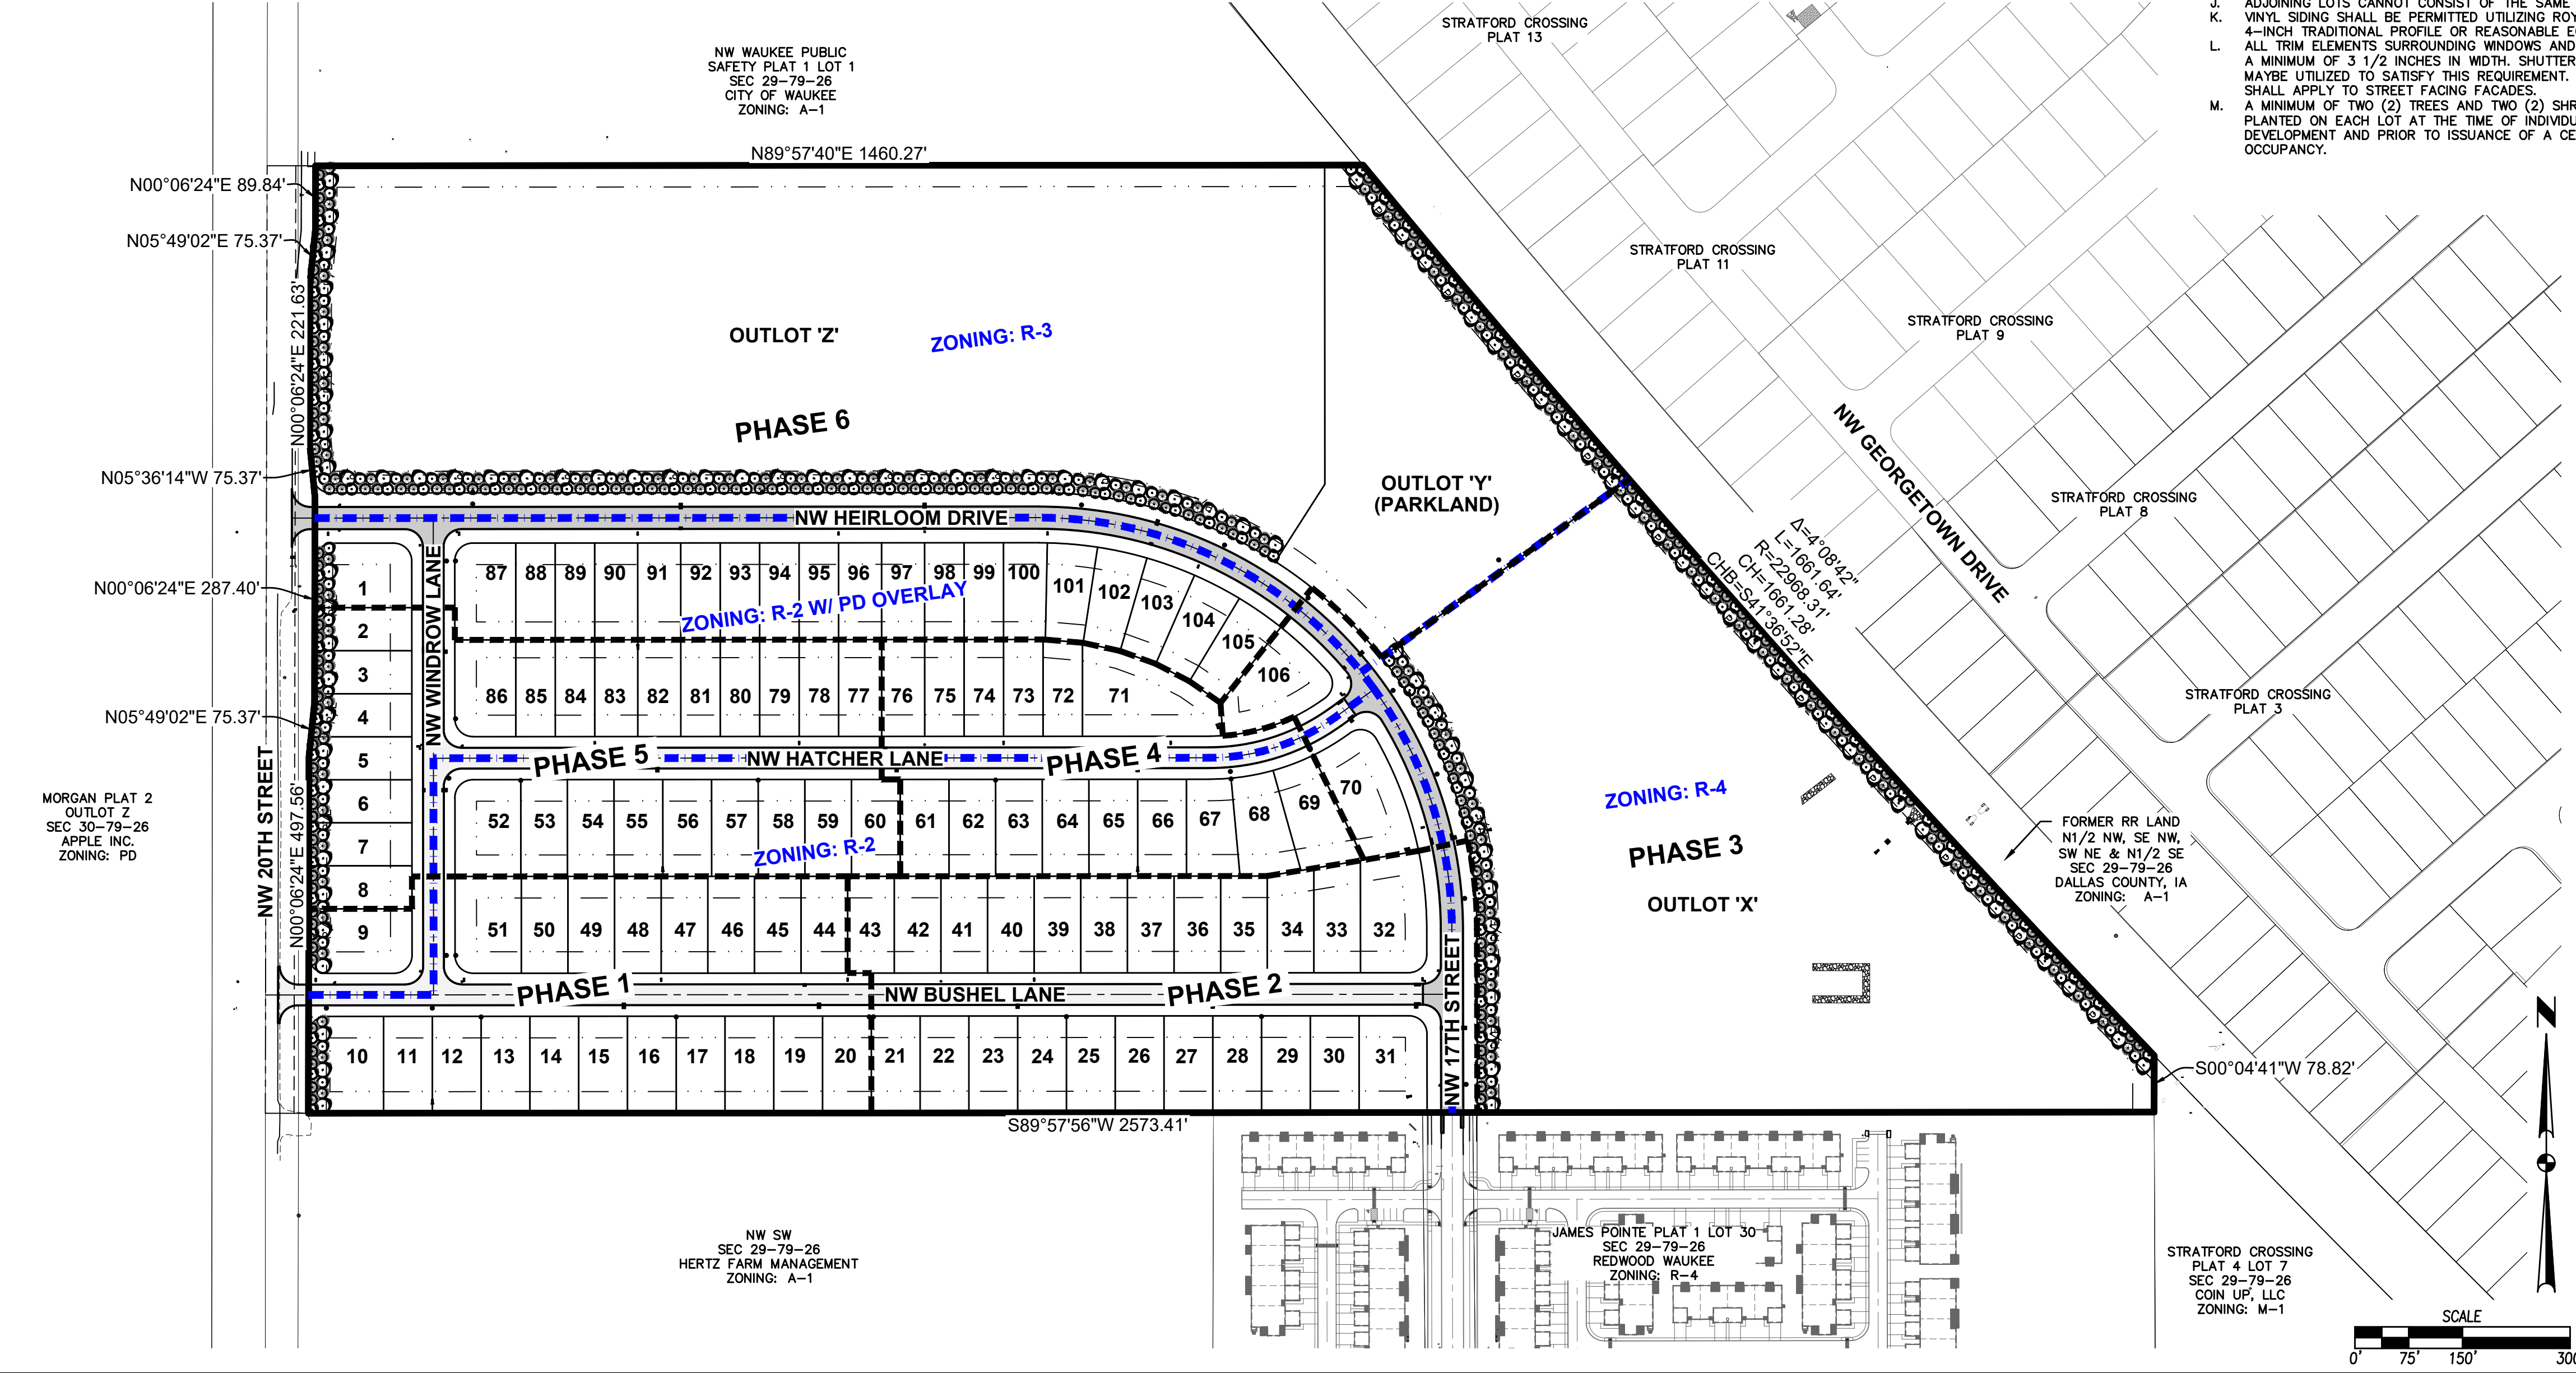 STRATFORD CROSSING
PLAT 13
J. ADJOINING LOTS CANNOT CONSIST OF THE SAME
K. VINYL SIDING SHALL BE PERMITTED UTILIZING
4-INCH TRADITIONAL PROFILE OR REASONABLE
L. ALL TRIM ELEMENTS SURROUNDING WINDOWS AND
A MINIMUM OF 3 1/2 INCHES IN WIDTH. SHUTTER
MAYBE UTILIZED TO SATISFY THIS REQUIREMENT.
SHALL APPLY TO STREET FACING FACADES.
M. A MINIMUM OF TWO (2) TREES AND TWO (2)
PLANTED ON EACH LOT AT THE TIME OF
DEVELOPMENT AND PRIOR TO ISSUANCE OF A
OCCUPANCY.
NW WAUKEE PUBLIC
SAFETY PLAT 1 LOT 1
SEC 29-79-26
CITY OF WAUKEE
ZONING: A-1
N89°57'40"E 1460.27'
N00°06'24"E 89.84'
N05°49'02"E 75.37'
N00°06'24"E 221.63'
N05°36'14"W 75.37'
N00°06'24"E 287.40'
N05°49'02"E 75.37'
N00°06'24"E 497.56'
NW 20TH STREET
MORGAN PLAT 2
OUTLOT Z
SEC 30-79-26
APPLE INC.
ZONING: PD
OUTLOT 'Z'
ZONING: R-3
PHASE 6
OUTLOT 'Y'
(PARKLAND)
STRATFORD CROSSING
PLAT 11
STRATFORD CROSSING
PLAT 9
STRATFORD CROSSING
PLAT 8
STRATFORD CROSSING
PLAT 3
NW GEORGETOWN DRIVE
Δ=4°08'42"
L=1661.64'
R=22968.31'
CH=1661.28'
CHB=S41°36'52"E
NW HEIRLOOM DRIVE
NW WINDROW LANE
1
2
3
4
5
6
7
8
9
87 88 89 90 91 92 93 94 95 96 97 98 99 100 101 102 103 104 105 106
ZONING: R-2 W/ PD OVERLAY
86 85 84 83 82 81 80 79 78 77 76 75 74 73 72 71
PHASE 5
NW HATCHER LANE
PHASE 4
52 53 54 55 56 57 58 59 60 61 62 63 64 65 66 67 68 69 70
ZONING: R-2
51 50 49 48 47 46 45 44 43 42 41 40 39 38 37 36 35 34 33 32
PHASE 1
NW BUSHEL LANE
PHASE 2
10 11 12 13 14 15 16 17 18 19 20 21 22 23 24 25 26 27 28 29 30 31
NW 17TH STREET
ZONING: R-4
PHASE 3
OUTLOT 'X'
FORMER RR LAND
N1/2 NW, SE NW,
SW NE & N1/2 SE
SEC 29-79-26
DALLAS COUNTY, IA
ZONING: A-1
S00°04'41"W 78.82'
S89°57'56"W 2573.41'
NW SW
SEC 29-79-26
HERTZ FARM MANAGEMENT
ZONING: A-1
JAMES POINTE PLAT 1 LOT 30
SEC 29-79-26
REDWOOD WAUKEE
ZONING: R-4
STRATFORD CROSSING
PLAT 4 LOT 7
SEC 29-79-26
COIN UP, LLC
ZONING: M-1
N
SCALE
0' 75' 150'